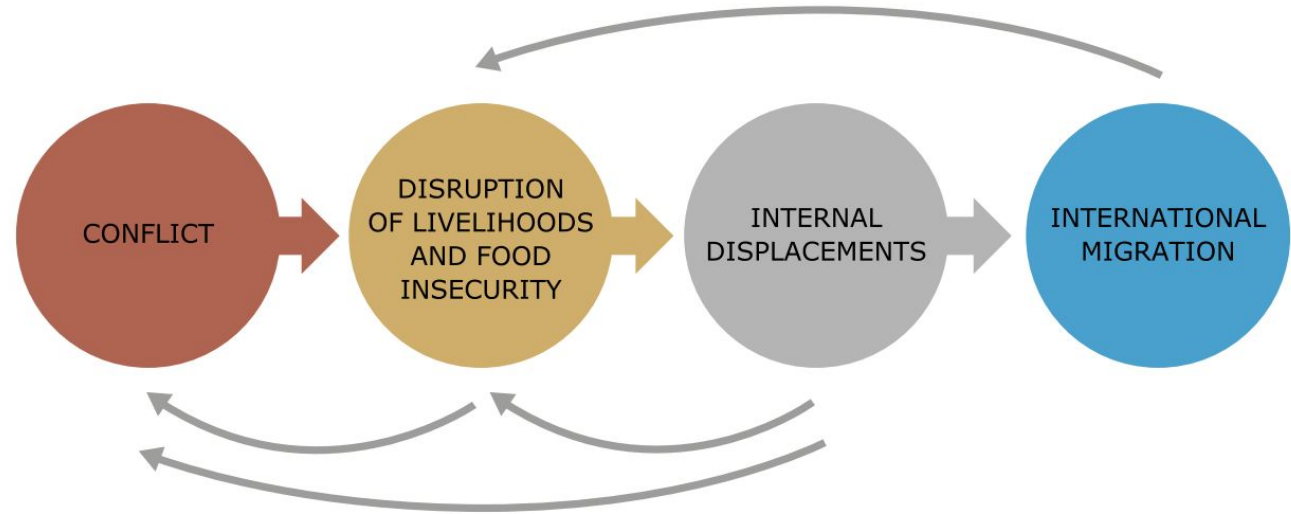 CONFLICT
DISRUPTION
OF LIVELIHOODS
AND FOOD
INSECURITY
INTERNAL
DISPLACEMENTS
INTERNATIONAL
MIGRATION